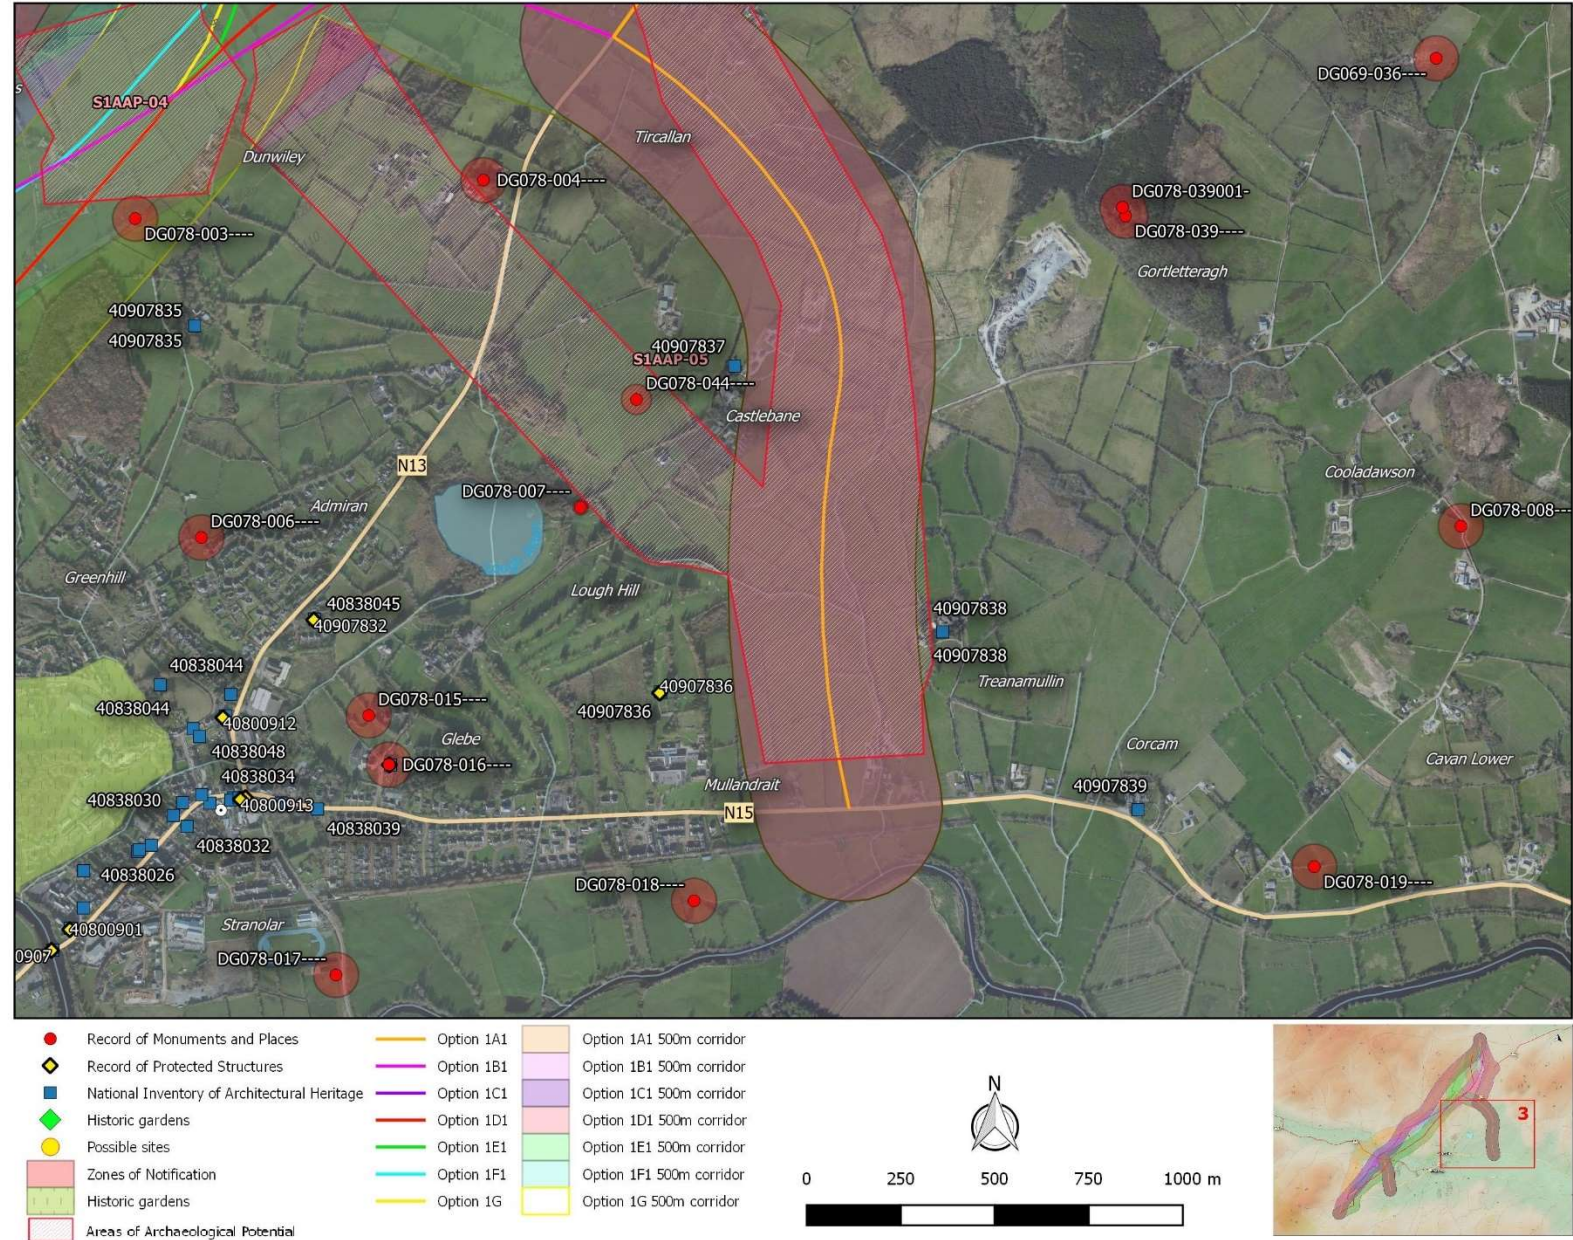 DG069-036----
S1AAP-04
Tircallan
Dunwiley
DG078-004----
DG078-039001-
DG078-003----
DG078-039----
Gortletteragh
40907835
40907835
40907837
S1AAP-05
DG078-044----
Castlebane
N13
Cooladawson
DG078-007----
Admiran
DG078-006----
DG078-008---
Greenhill
Lough Hill
40838045
40907832
40907838
40907838
40838044
Treanamullin
40907836
40838044
DG078-015----
40907836
40800912
Glebe
Corcam
40838048
DG078-016----
Cavan Lower
40838034
Mullandrait
40907839
40838030
40800913
N15
40838039
40838032
40838026
DG078-018----
DG078-019----
40800901
Stranolar
0907
DG078-017----
Record of Monuments and Places
Record of Protected Structures
National Inventory of Architectural Heritage
Historic gardens
Possible sites
Zones of Notification
Historic gardens
Areas of Archaeological Potential
Option 1A1
Option 1B1
Option 1C1
Option 1D1
Option 1E1
Option 1F1
Option 1G
Option 1A1 500m corridor
Option 1B1 500m corridor
Option 1C1 500m corridor
Option 1D1 500m corridor
Option 1E1 500m corridor
Option 1F1 500m corridor
Option 1G 500m corridor
N
0 250 500 750 1000 m
3